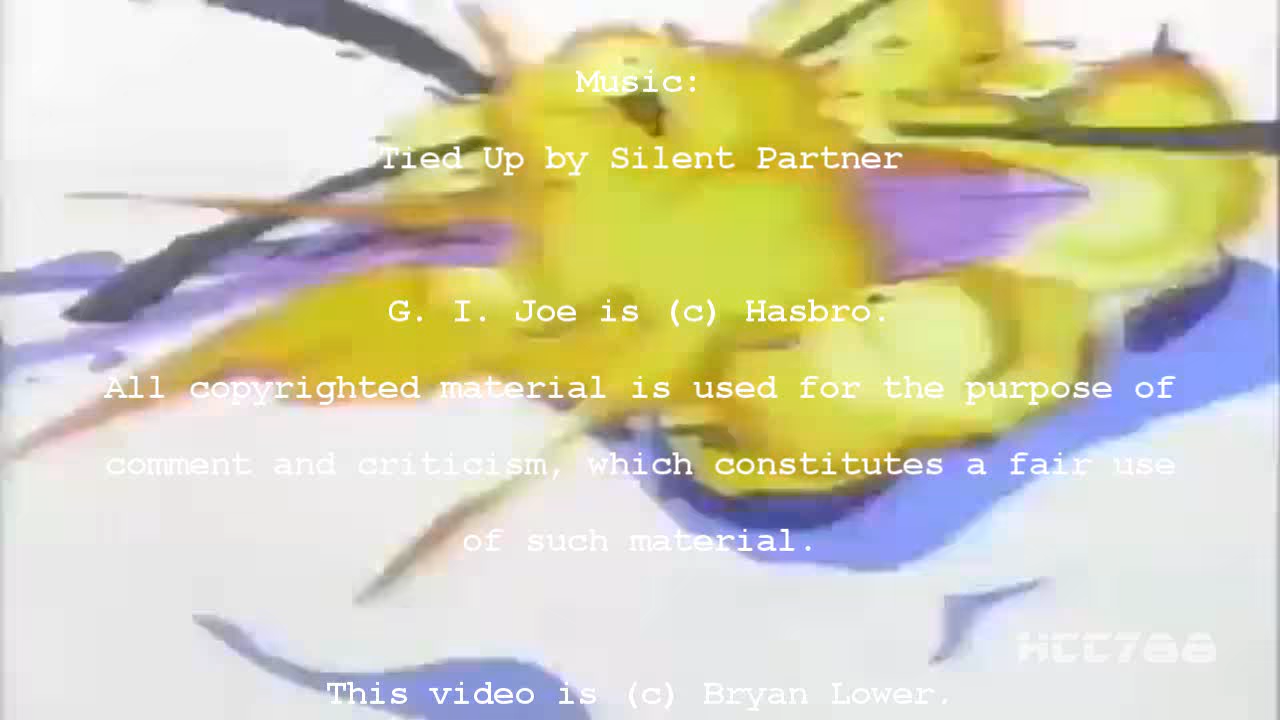 Music:
Tied Up by Silent Partner
G. I. Joe is (c) Hasbro.
All copyrighted material is used for the purpose of
comment and criticism, which constitutes a fair use
of such material.
HCC788
This video is (c) Bryan Lower.